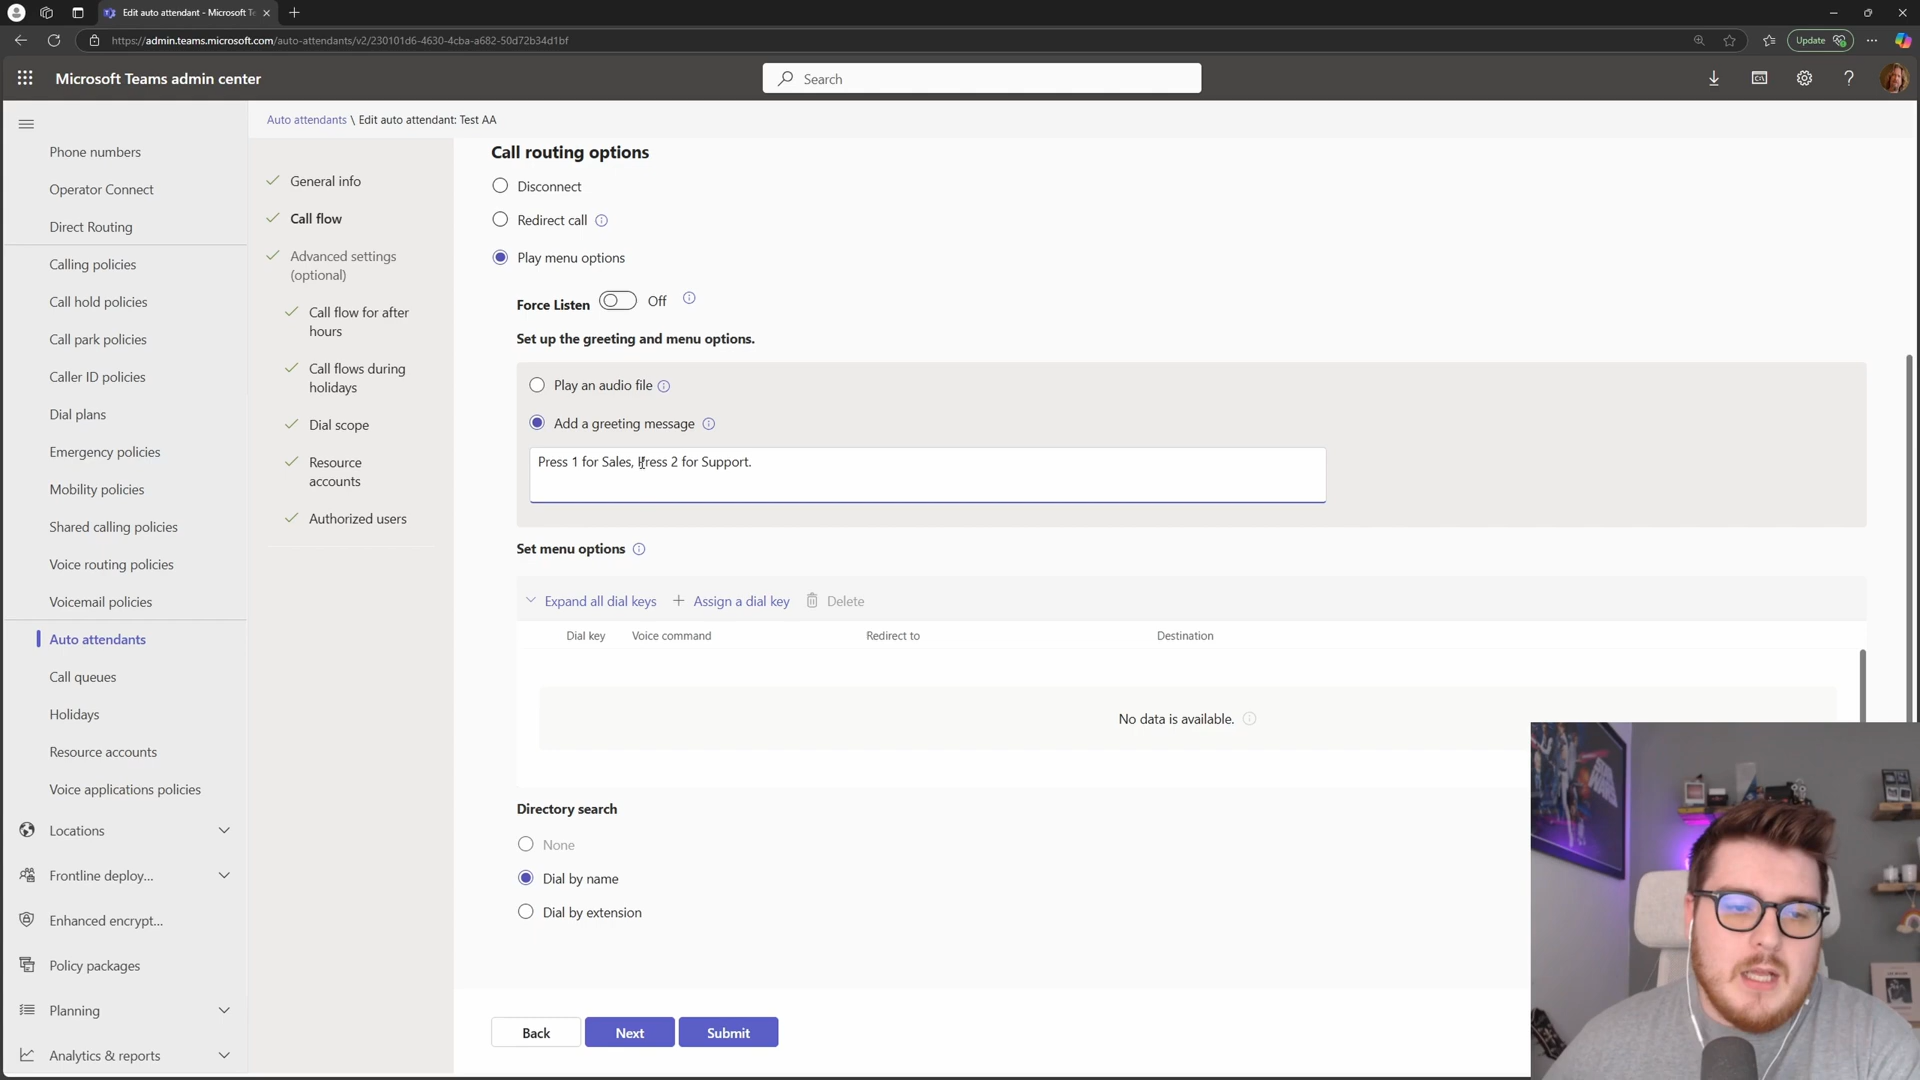 Edit auto attendant - Microsoft Te
https://admin.teams.microsoft.com/auto-attendants/v2/230101d6-4630-4cba-a682-50d72b34d1bf
Update
Microsoft Teams admin center
Search
Phone numbers
Operator Connect
Direct Routing
Calling policies
Call hold policies
Call park policies
Caller ID policies
Dial plans
Emergency policies
Mobility policies
Shared calling policies
Voice routing policies
Voicemail policies
Auto attendants
Call queues
Holidays
Resource accounts
Voice applications policies
Locations
Frontline deploy...
Enhanced encrypt...
Policy packages
Planning
Analytics & reports
Auto attendants \ Edit auto attendant: Test AA
General info
Call flow
Advanced settings
(optional)
Call flow for after
hours
Call flows during
holidays
Dial scope
Resource
accounts
Authorized users
Call routing options
Disconnect
Redirect call
Play menu options
Force Listen Off
Set up the greeting and menu options.
Play an audio file
Add a greeting message
Press 1 for Sales, Press 2 for Support.
Set menu options
Expand all dial keys + Assign a dial key Delete
Dial key Voice command Redirect to Destination
No data is available.
Directory search
None
Dial by name
Dial by extension
Back Next Submit